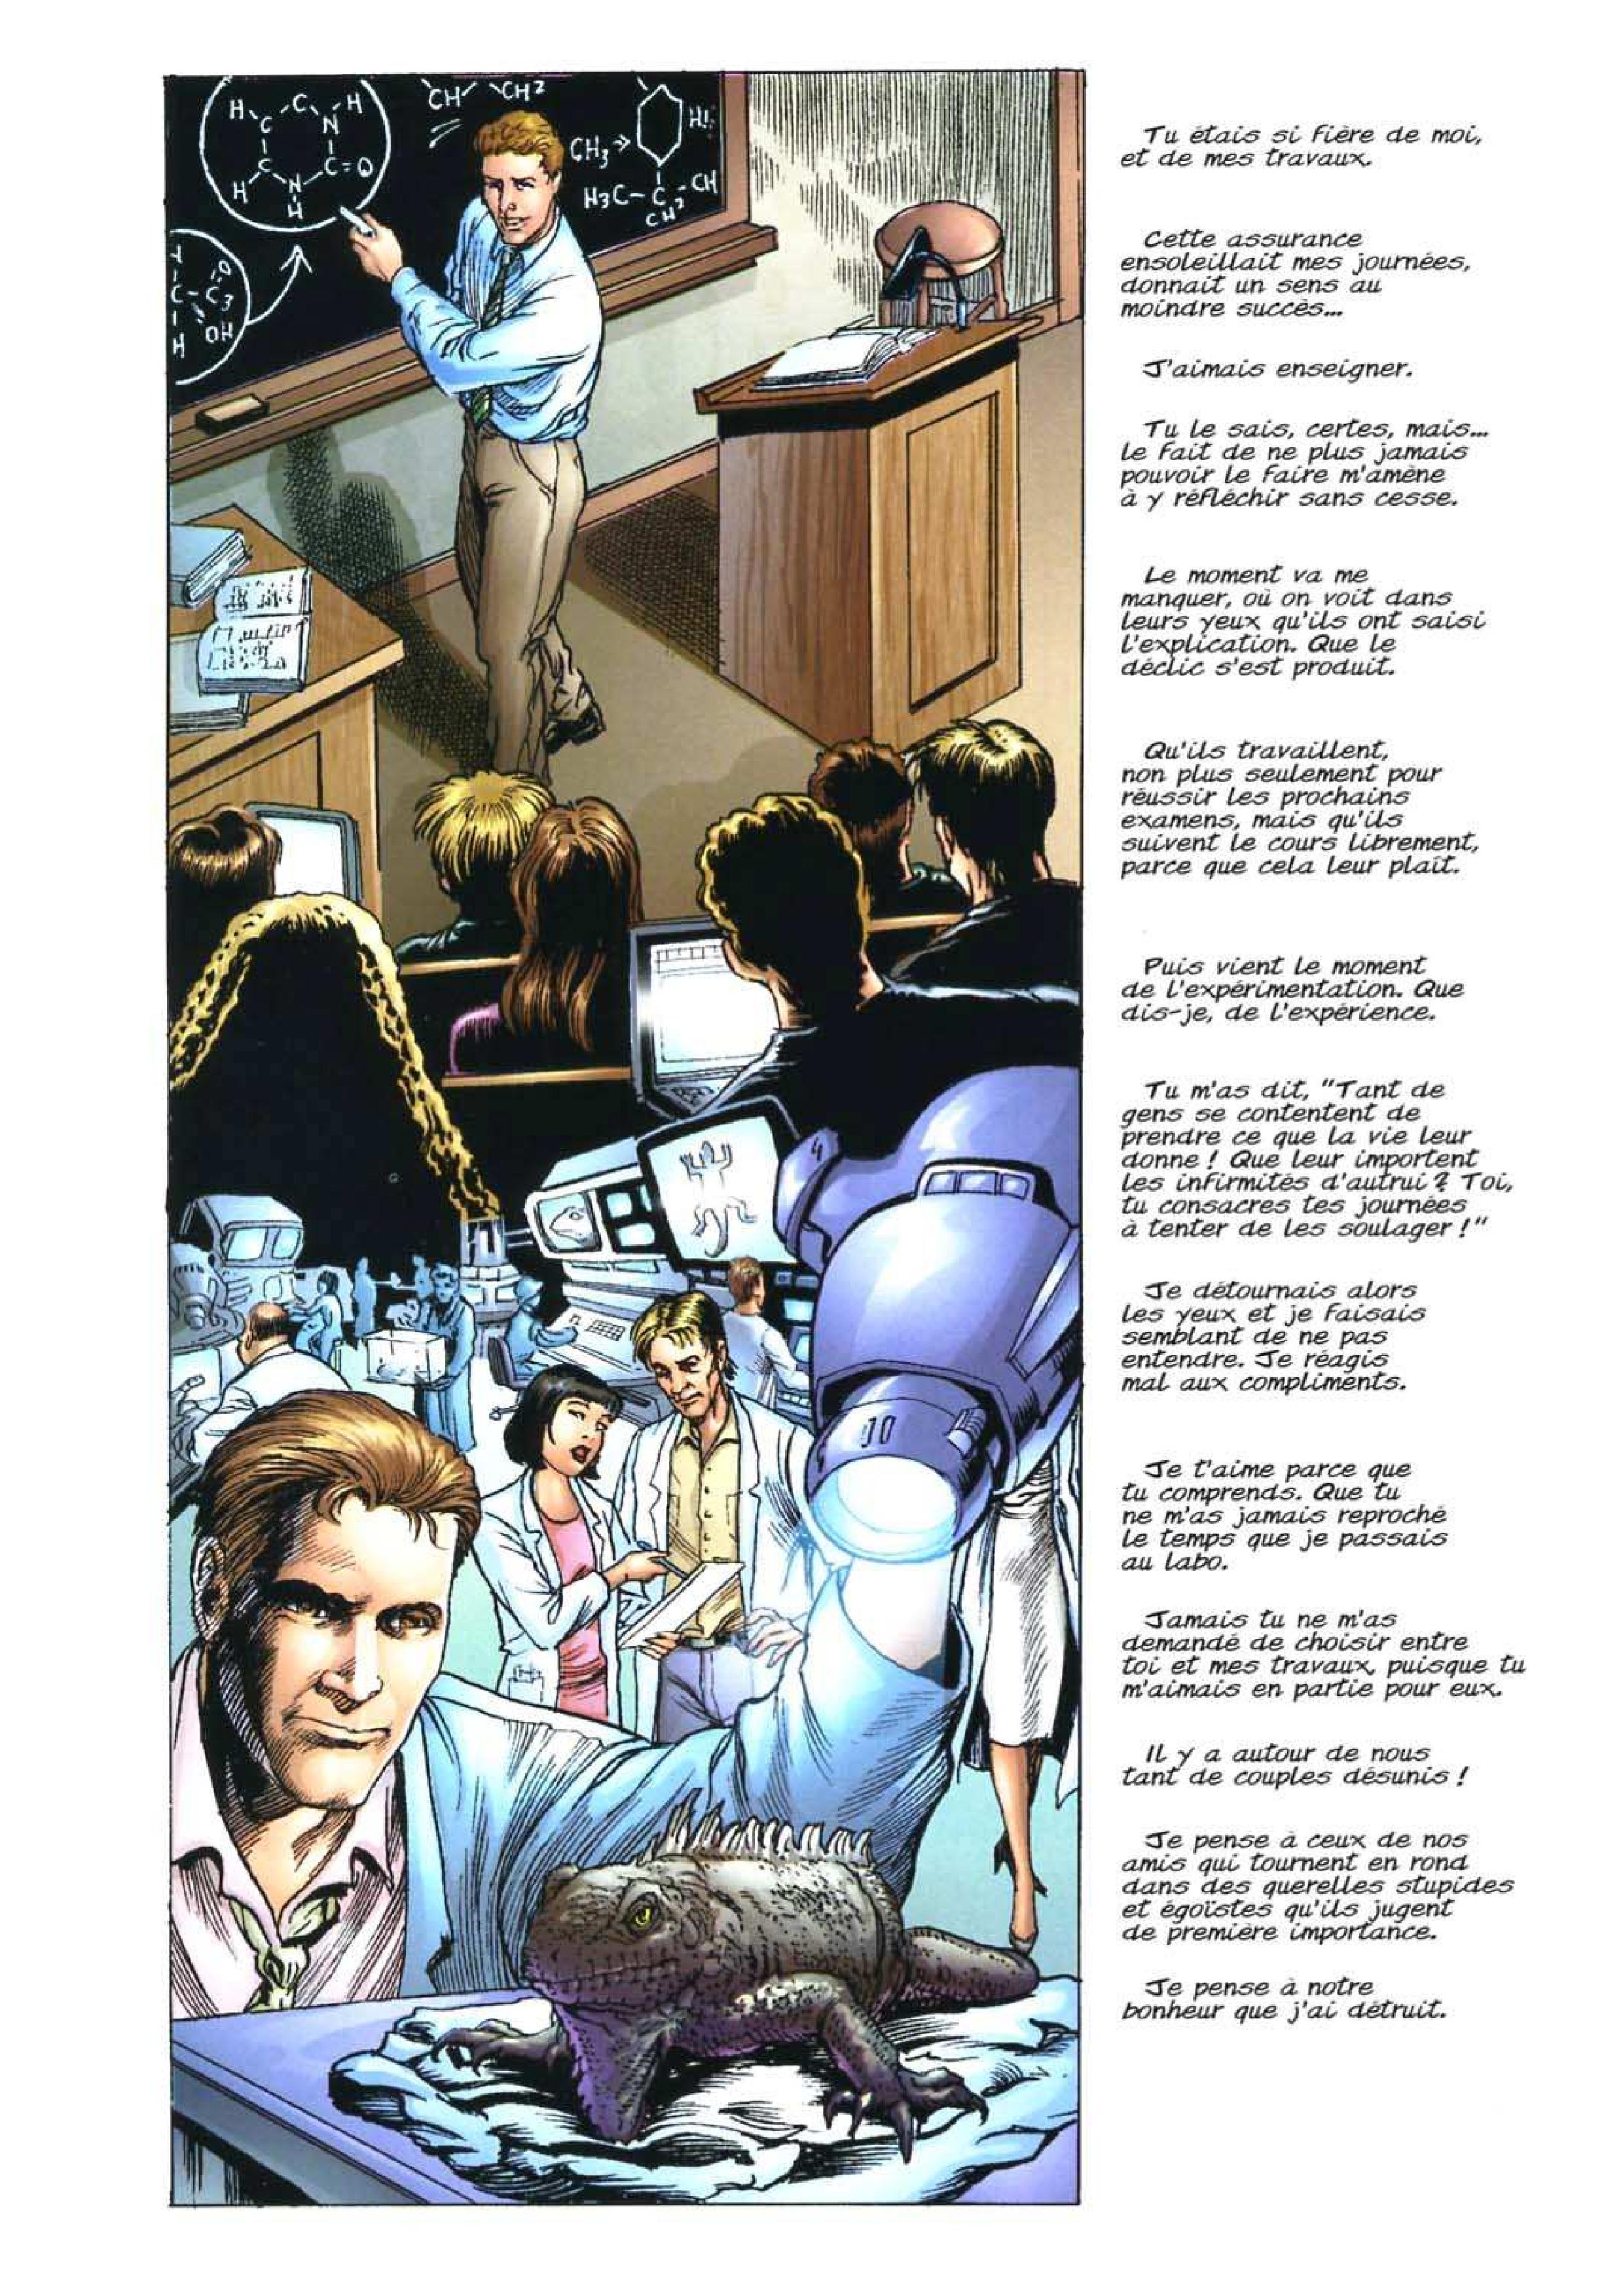 H C H
C N
C C=O
H N
H
CH CH2
CH3 → H
H3C-C-CH
CH3
C-C
OH
H
10
Tu étais si fière de moi,
et de mes travaux.
Cette assurance
ensoleillait mes journées,
donnait un sens au
moindre succès...
J'aimais enseigner.
Tu le sais, certes, mais...
le fait de ne plus jamais
pouvoir le faire m'amène
à y réfléchir sans cesse.
Le moment va me
manquer, où on voit dans
leurs yeux qu'ils ont saisi
l'explication. Que le
déclic s'est produit.
Qu'ils travaillent,
non plus seulement pour
réussir les prochains
examens, mais qu'ils
suivent le cours librement,
parce que cela leur plaît.
Puis vient le moment
de l'expérimentation. Que
dis-je, de l'expérience.
Tu m'as dit, "Tant de
gens se contentent de
prendre ce que la vie leur
donne ! Que leur importent
les infirmités d'autrui ? Toi,
tu consacres tes journées
à tenter de les soulager !"
Je détournais alors
les yeux et je faisais
semblant de ne pas
entendre. Je réagis
mal aux compliments.
Je t'aime parce que
tu comprends. Que tu
ne m'as jamais reproché
le temps que je passais
au labo.
Jamais tu ne m'as
demandé de choisir entre
toi et mes travaux, puisque tu
m'aimais en partie pour eux.
Il y a autour de nous
tant de couples désunis !
Je pense à ceux de nos
amis qui tournent en rond
dans des querelles stupides
et égoïstes qu'ils jugent
de première importance.
Je pense à notre
bonheur que j'ai détruit.